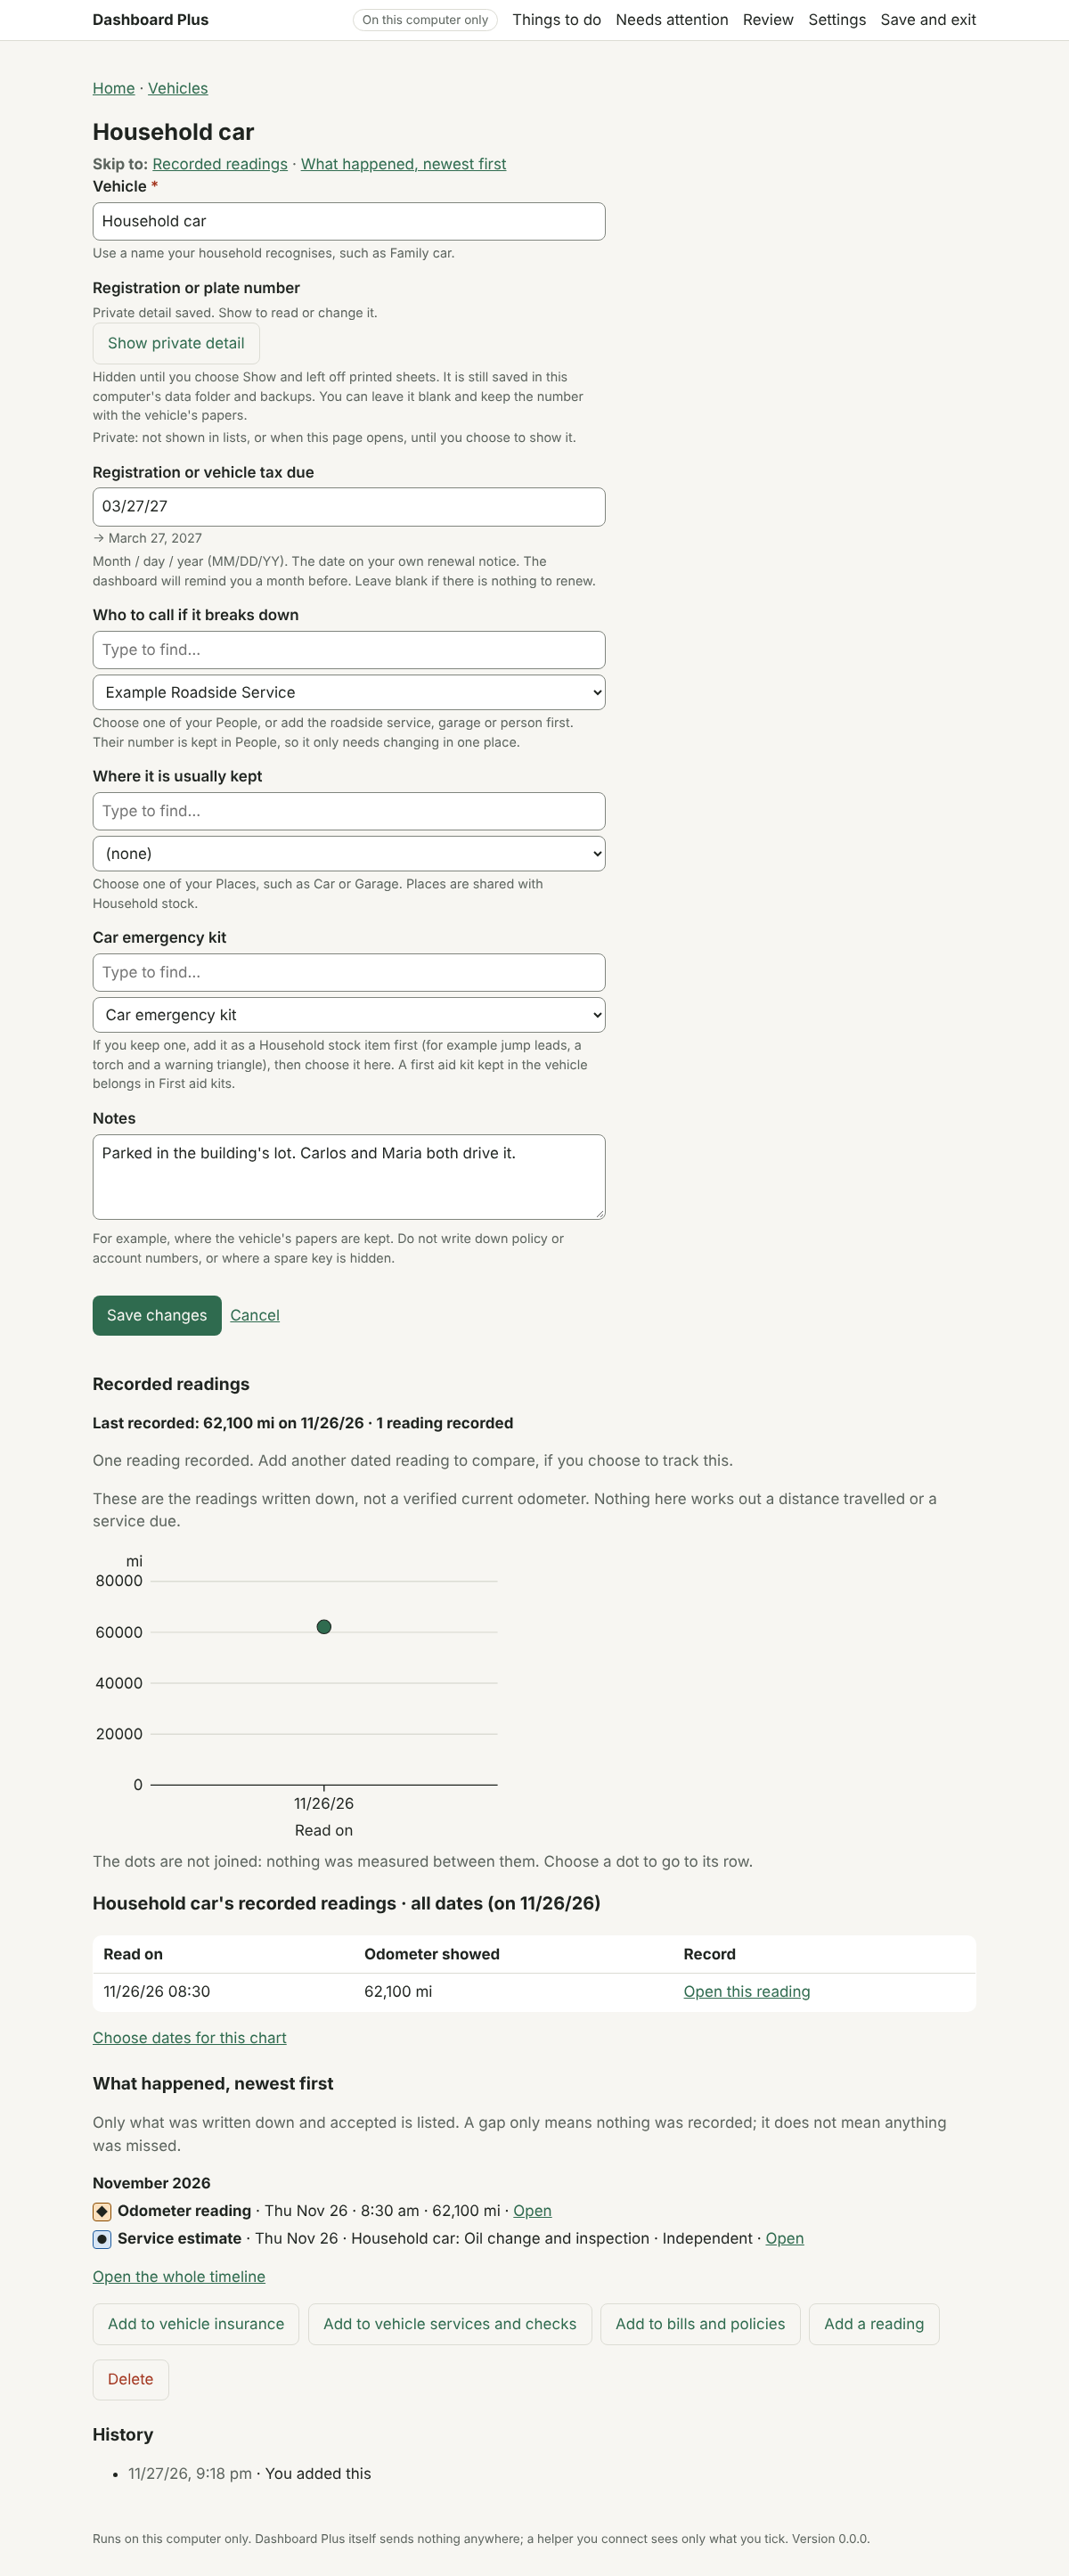 Dashboard Plus
On this computer only
Things to do
Needs attention
Review
Settings
Save and exit
Home · Vehicles
Household car
Skip to: Recorded readings · What happened, newest first
Vehicle *
Household car
Use a name your household recognises, such as Family car.
Registration or plate number
Private detail saved. Show to read or change it.
Show private detail
Hidden until you choose Show and left off printed sheets. It is still saved in this
computer's data folder and backups. You can leave it blank and keep the number
with the vehicle's papers.
Private: not shown in lists, or when this page opens, until you choose to show it.
Registration or vehicle tax due
03/27/27
→ March 27, 2027
Month / day / year (MM/DD/YY). The date on your own renewal notice. The
dashboard will remind you a month before. Leave blank if there is nothing to renew.
Who to call if it breaks down
Type to find...
Example Roadside Service
Choose one of your People, or add the roadside service, garage or person first.
Their number is kept in People, so it only needs changing in one place.
Where it is usually kept
Type to find...
(none)
Choose one of your Places, such as Car or Garage. Places are shared with
Household stock.
Car emergency kit
Type to find...
Car emergency kit
If you keep one, add it as a Household stock item first (for example jump leads, a
torch and a warning triangle), then choose it here. A first aid kit kept in the vehicle
belongs in First aid kits.
Notes
Parked in the building's lot. Carlos and Maria both drive it.
For example, where the vehicle's papers are kept. Do not write down policy or
account numbers, or where a spare key is hidden.
Save changes
Cancel
Recorded readings
Last recorded: 62,100 mi on 11/26/26 · 1 reading recorded
One reading recorded. Add another dated reading to compare, if you choose to track this.
These are the readings written down, not a verified current odometer. Nothing here works out a distance travelled or a
service due.
mi
80000
60000
40000
20000
0
11/26/26
Read on
The dots are not joined: nothing was measured between them. Choose a dot to go to its row.
Household car's recorded readings · all dates (on 11/26/26)
Read on
Odometer showed
Record
11/26/26 08:30
62,100 mi
Open this reading
Choose dates for this chart
What happened, newest first
Only what was written down and accepted is listed. A gap only means nothing was recorded; it does not mean anything
was missed.
November 2026
Odometer reading · Thu Nov 26 · 8:30 am · 62,100 mi · Open
Service estimate · Thu Nov 26 · Household car: Oil change and inspection · Independent · Open
Open the whole timeline
Add to vehicle insurance
Add to vehicle services and checks
Add to bills and policies
Add a reading
Delete
History
• 11/27/26, 9:18 pm · You added this
Runs on this computer only. Dashboard Plus itself sends nothing anywhere; a helper you connect sees only what you tick. Version 0.0.0.